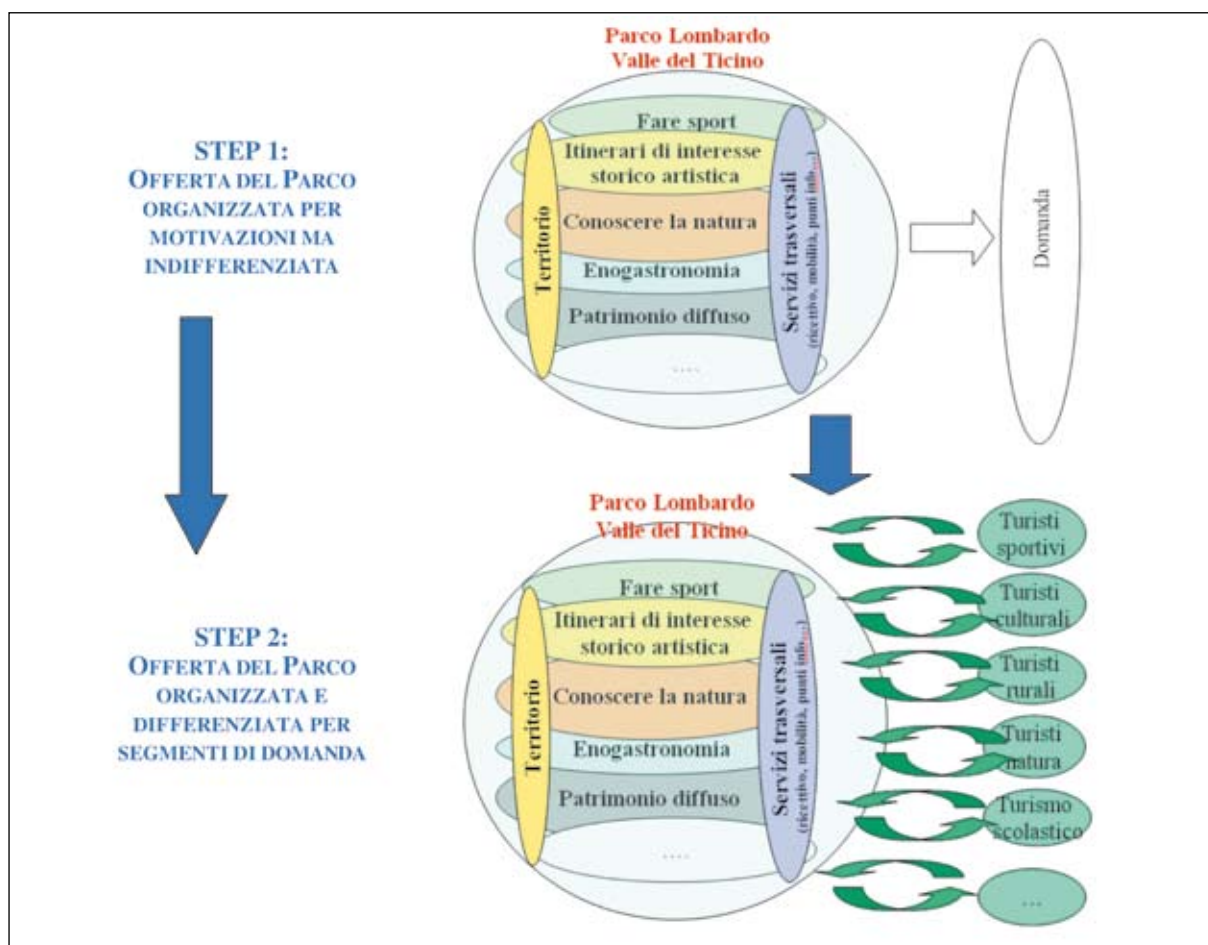 Parco Lombardo
Valle del Ticino
STEP 1:
OFFERTA DEL PARCO
ORGANIZZATA PER
MOTIVAZIONI MA
INDIFFERENZIATA
Territorio
Fare sport
Itinerari di interesse
storico artistica
Conoscere la natura
Enogastronomia
Patrimonio diffuso
....
Servizi trasversali
(ricettivo, mobilità, punti info…)
Domanda
Parco Lombardo
Valle del Ticino
STEP 2:
OFFERTA DEL PARCO
ORGANIZZATA E
DIFFERENZIATA PER
SEGMENTI DI DOMANDA
Territorio
Fare sport
Itinerari di interesse
storico artistica
Conoscere la natura
Enogastronomia
Patrimonio diffuso
....
Servizi trasversali
(ricettivo, mobilità, punti info…)
Turisti
sportivi
Turisti
culturali
Turisti
rurali
Turisti
natura
Turismo
scolastico
…